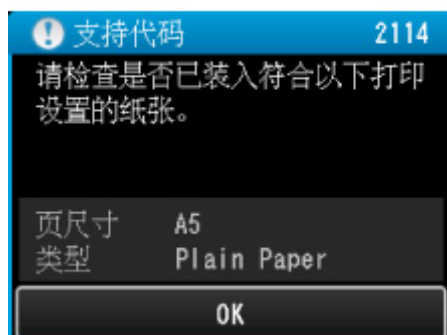 支持代码 2114
请检查是否已装入符合以下打印
设置的纸张。
页尺寸 A5
类型 Plain Paper
OK